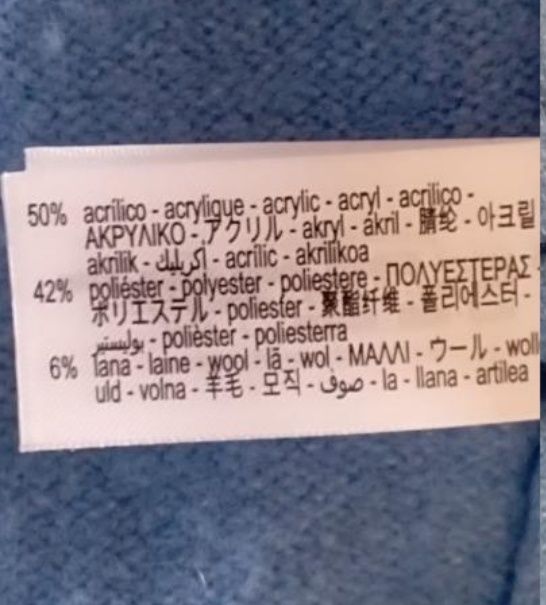 50% acrílico - acrylique - acrylic - acryl - acrilico -
ΑΚΡΥΛΙΚΟ - アクリル - akryl - ákril - 腈纶 - 아크릴
akrilik - أكريليك - acrílic - akrilikoa
42% poliéster - polyester - poliestere - ΠΟΛΥΕΣΤΕΡΑΣ -
ポリエステル - poliester - 聚酯纤维 - 폴리에스터 -
بوليستير - polièster - poliesterra
6% lana - laine - wool - lã - wol - ΜΑΛΛΙ - ウール - woll
uld - volna - 羊毛 - 모직 - صوف - la - llana - artilea